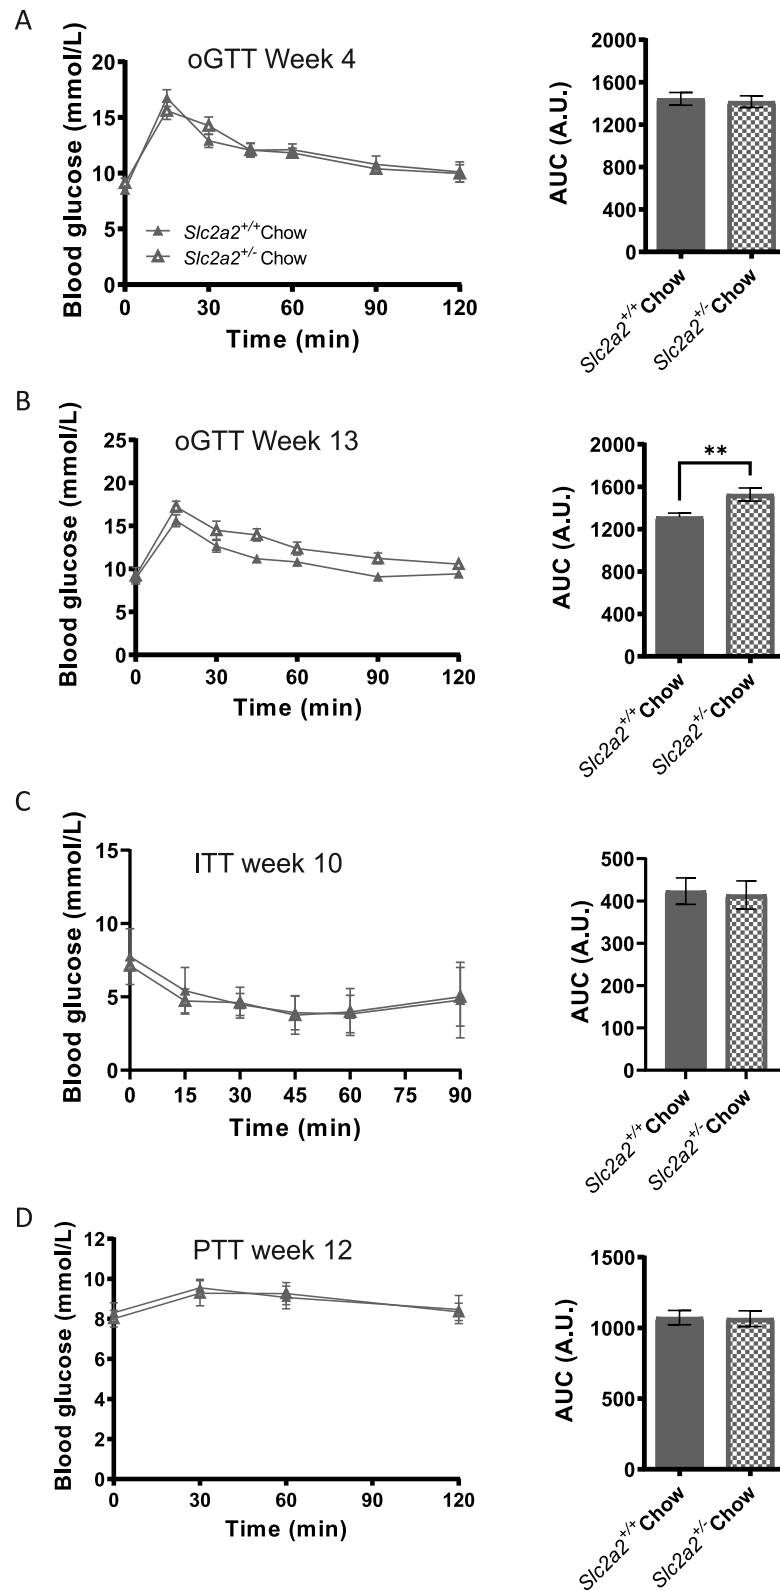 A
oGTT Week 4
Blood glucose (mmol/L)
20
15
10
5
0
Slc2a2+/+Chow
Slc2a2+/- Chow
0 30 60 90 120
Time (min)
AUC (A.U.)
2000
1600
1200
800
400
0
Slc2a2+/+ Chow
Slc2a2+/- Chow
B
oGTT Week 13
Blood glucose (mmol/L)
25
20
15
10
5
0
0 30 60 90 120
Time (min)
AUC (A.U.)
2000
1600
1200
800
400
0
**
Slc2a2+/+ Chow
Slc2a2+/- Chow
C
ITT week 10
Blood glucose (mmol/L)
15
10
5
0
0 15 30 45 60 75 90
Time (min)
AUC (A.U.)
500
400
300
200
100
0
Slc2a2+/+ Chow
Slc2a2+/- Chow
D
PTT week 12
Blood glucose (mmol/L)
12
10
8
6
4
2
0
0 30 60 90 120
Time (min)
AUC (A.U.)
1500
1000
500
0
Slc2a2+/+ Chow
Slc2a2+/- Chow